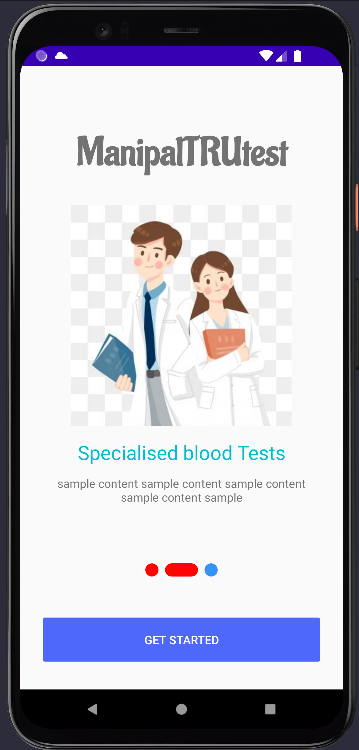 ManipalTRUtest
Specialised blood Tests
sample content sample content sample content
sample content sample
GET STARTED